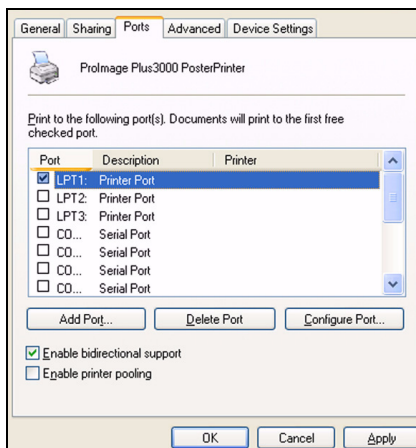 General Sharing Ports Advanced Device Settings
ProImage Plus3000 PosterPrinter
Print to the following port(s). Documents will print to the first free
checked port.
Port Description Printer
LPT1: Printer Port
LPT2: Printer Port
LPT3: Printer Port
CO... Serial Port
CO... Serial Port
CO... Serial Port
CO... Serial Port
Add Port... Delete Port Configure Port...
Enable bidirectional support
Enable printer pooling
OK Cancel Apply